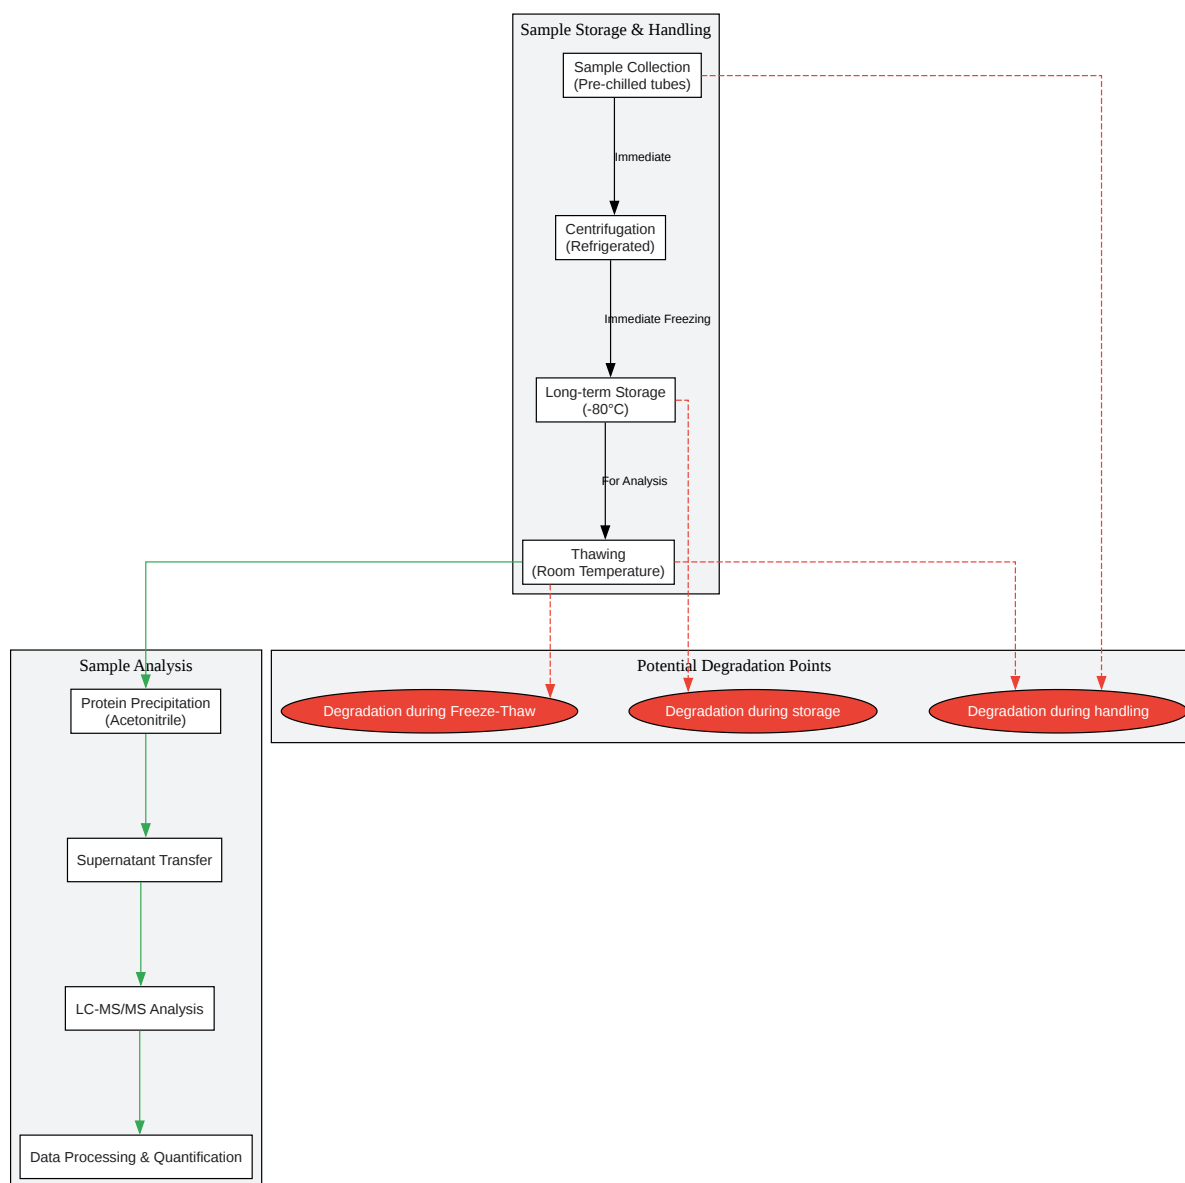 Sample Storage & Handling
Sample Collection
(Pre-chilled tubes)
Immediate
Centrifugation
(Refrigerated)
Immediate Freezing
Long-term Storage
(-80°C)
For Analysis
Thawing
(Room Temperature)
Sample Analysis
Protein Precipitation
(Acetonitrile)
Supernatant Transfer
LC-MS/MS Analysis
Data Processing & Quantification
Potential Degradation Points
Degradation during Freeze-Thaw
Degradation during storage
Degradation during handling